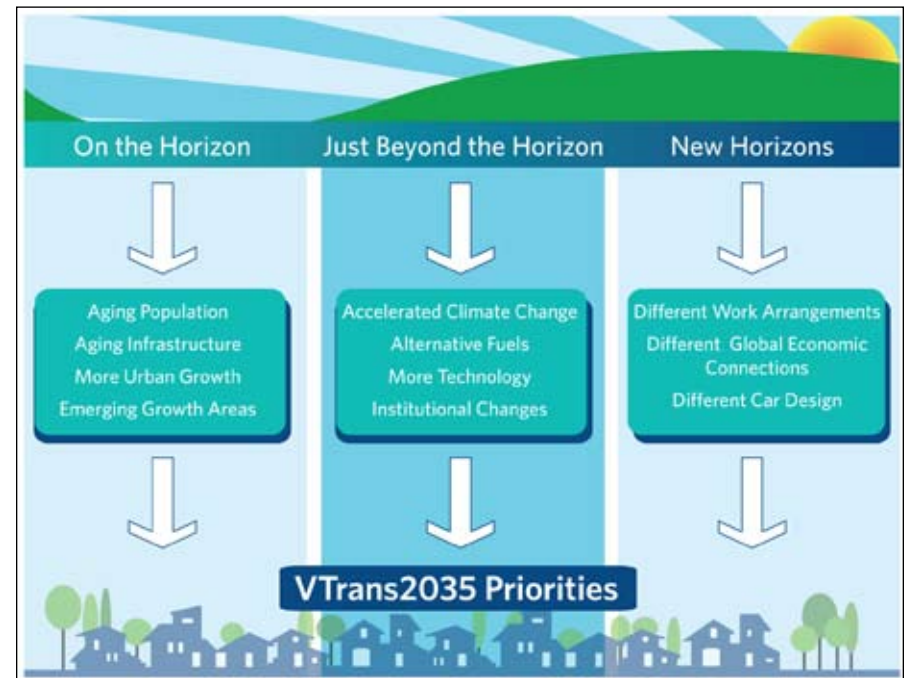 On the Horizon
Just Beyond the Horizon
New Horizons
Aging Population
Aging Infrastructure
More Urban Growth
Emerging Growth Areas
Accelerated Climate Change
Alternative Fuels
More Technology
Institutional Changes
Different Work Arrangements
Different Global Economic
Connections
Different Car Design
VTrans2035 Priorities